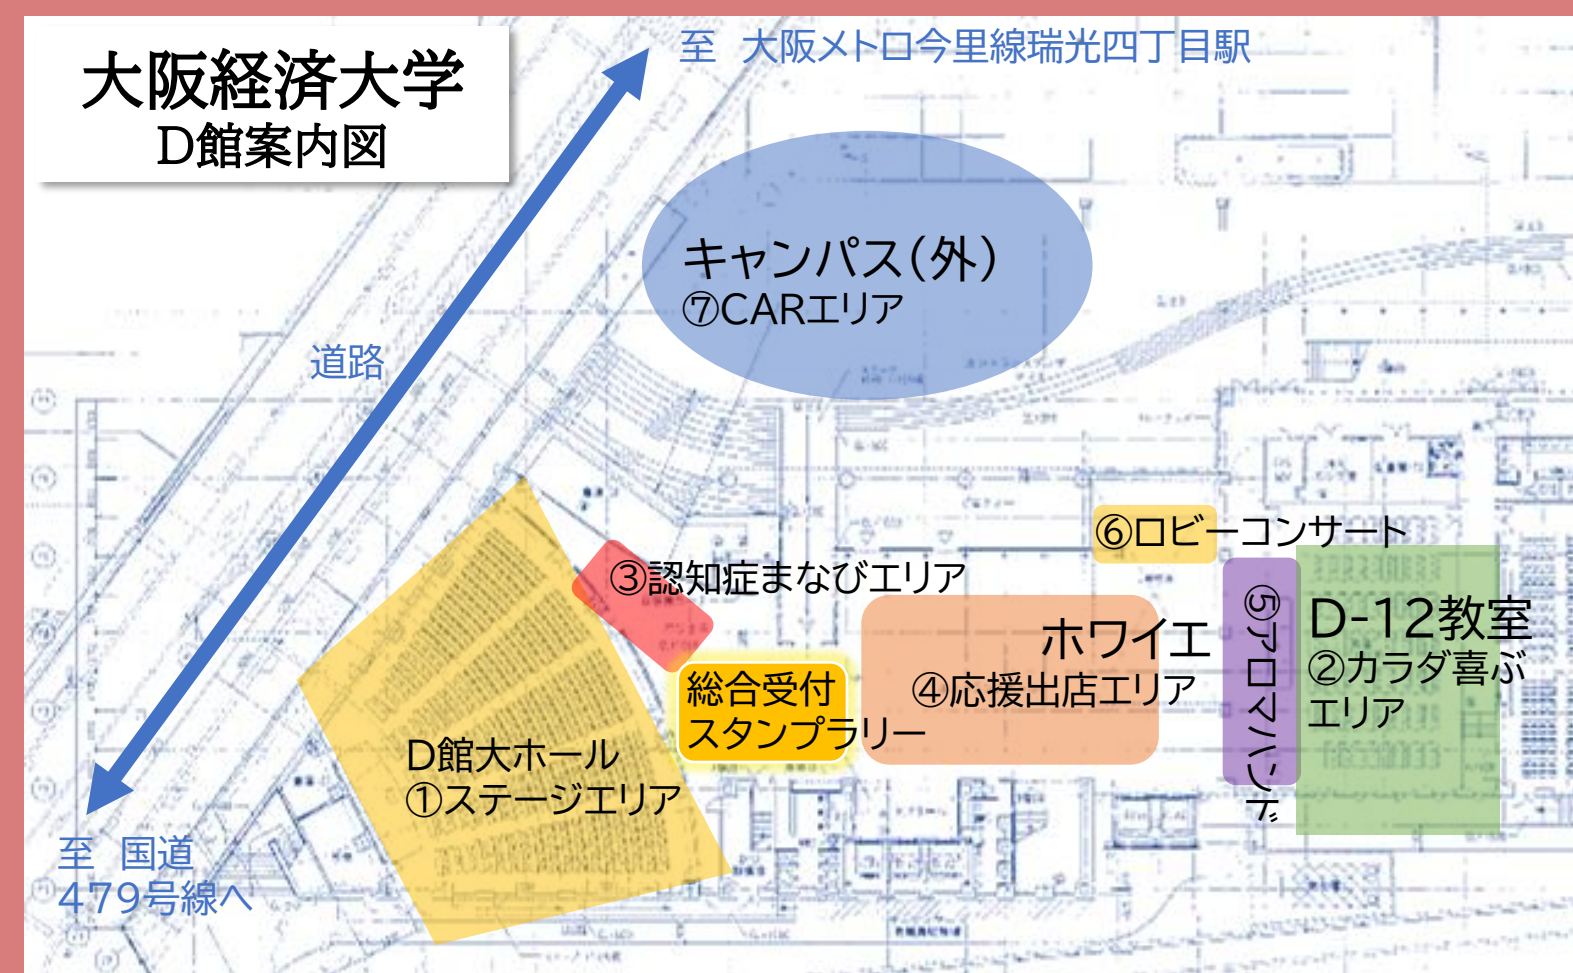 大阪経済大学
D館案内図
至　大阪メトロ今里線瑞光四丁目駅
キャンパス(外)
⑦CARエリア
道路
⑥ロビーコンサート
③認知症まなびエリア
ホワイエ
④応援出店エリア
⑤アロマハンド
D-12教室
②カラダ喜ぶ
エリア
総合受付
スタンプラリー
D館大ホール
①ステージエリア
至　国道
479号線へ